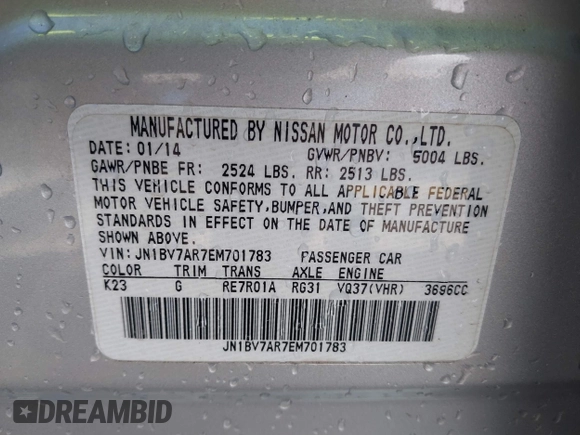 MANUFACTURED BY NISSAN MOTOR CO.,LTD.
DATE: 01/14 GVWR/PNBV: 5004 LBS.
GAWR/PNBE FR: 2524 LBS. RR: 2513 LBS.
THIS VEHICLE CONFORMS TO ALL APPLICABLE FEDERAL
MOTOR VEHICLE SAFETY,BUMPER,AND THEFT PREVENTION
STANDARDS IN EFFECT ON THE DATE OF MANUFACTURE
SHOWN ABOVE.
VIN:JN1BV7AR7EM701783 PASSENGER CAR
COLOR TRIM TRANS AXLE ENGINE
K23 G RE7R01A RG31 VQ37(VHR) 3696CC
JN1BV7AR7EM701783
DREAMBID